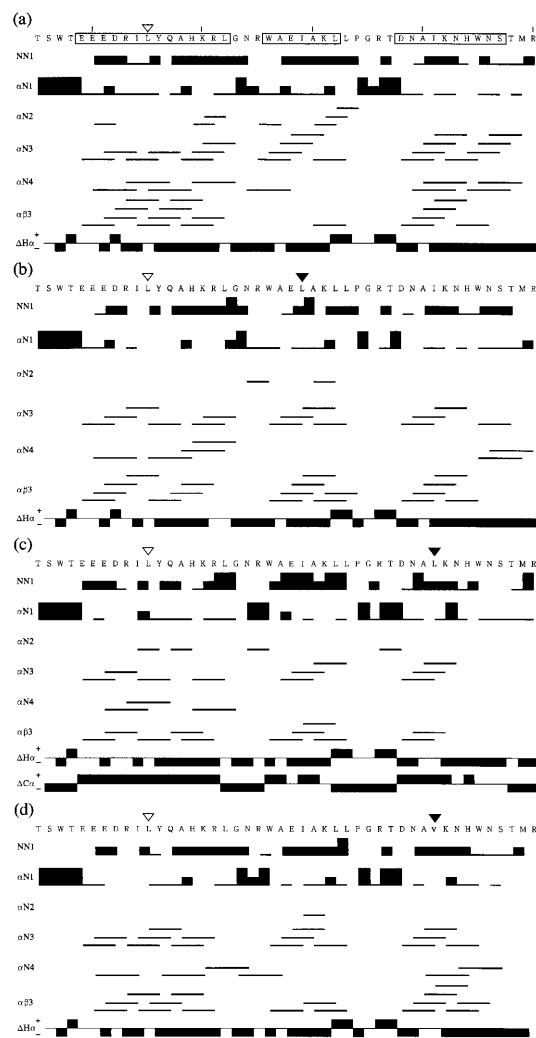 (a)
T S W T E E E D R I L Y Q A H K R L G N R W A E I A K L L P G R T D N A I K N H W N S T M R
NN1
αN1
αN2
αN3
αN4
αβ3
ΔHα + −
(b)
T S W T E E E D R I L Y Q A H K R L G N R W A E L A K L L P G R T D N A I K N H W N S T M R
NN1
αN1
αN2
αN3
αN4
αβ3
ΔHα + −
(c)
T S W T E E E D R I L Y Q A H K R L G N R W A E I A K L L P G R T D N A L K N H W N S T M R
NN1
αN1
αN2
αN3
αN4
αβ3
ΔHα + −
ΔCα + −
(d)
T S W T E E E D R I L Y Q A H K R L G N R W A E I A K L L P G R T D N A V K N H W N S T M R
NN1
αN1
αN2
αN3
αN4
αβ3
ΔHα + −